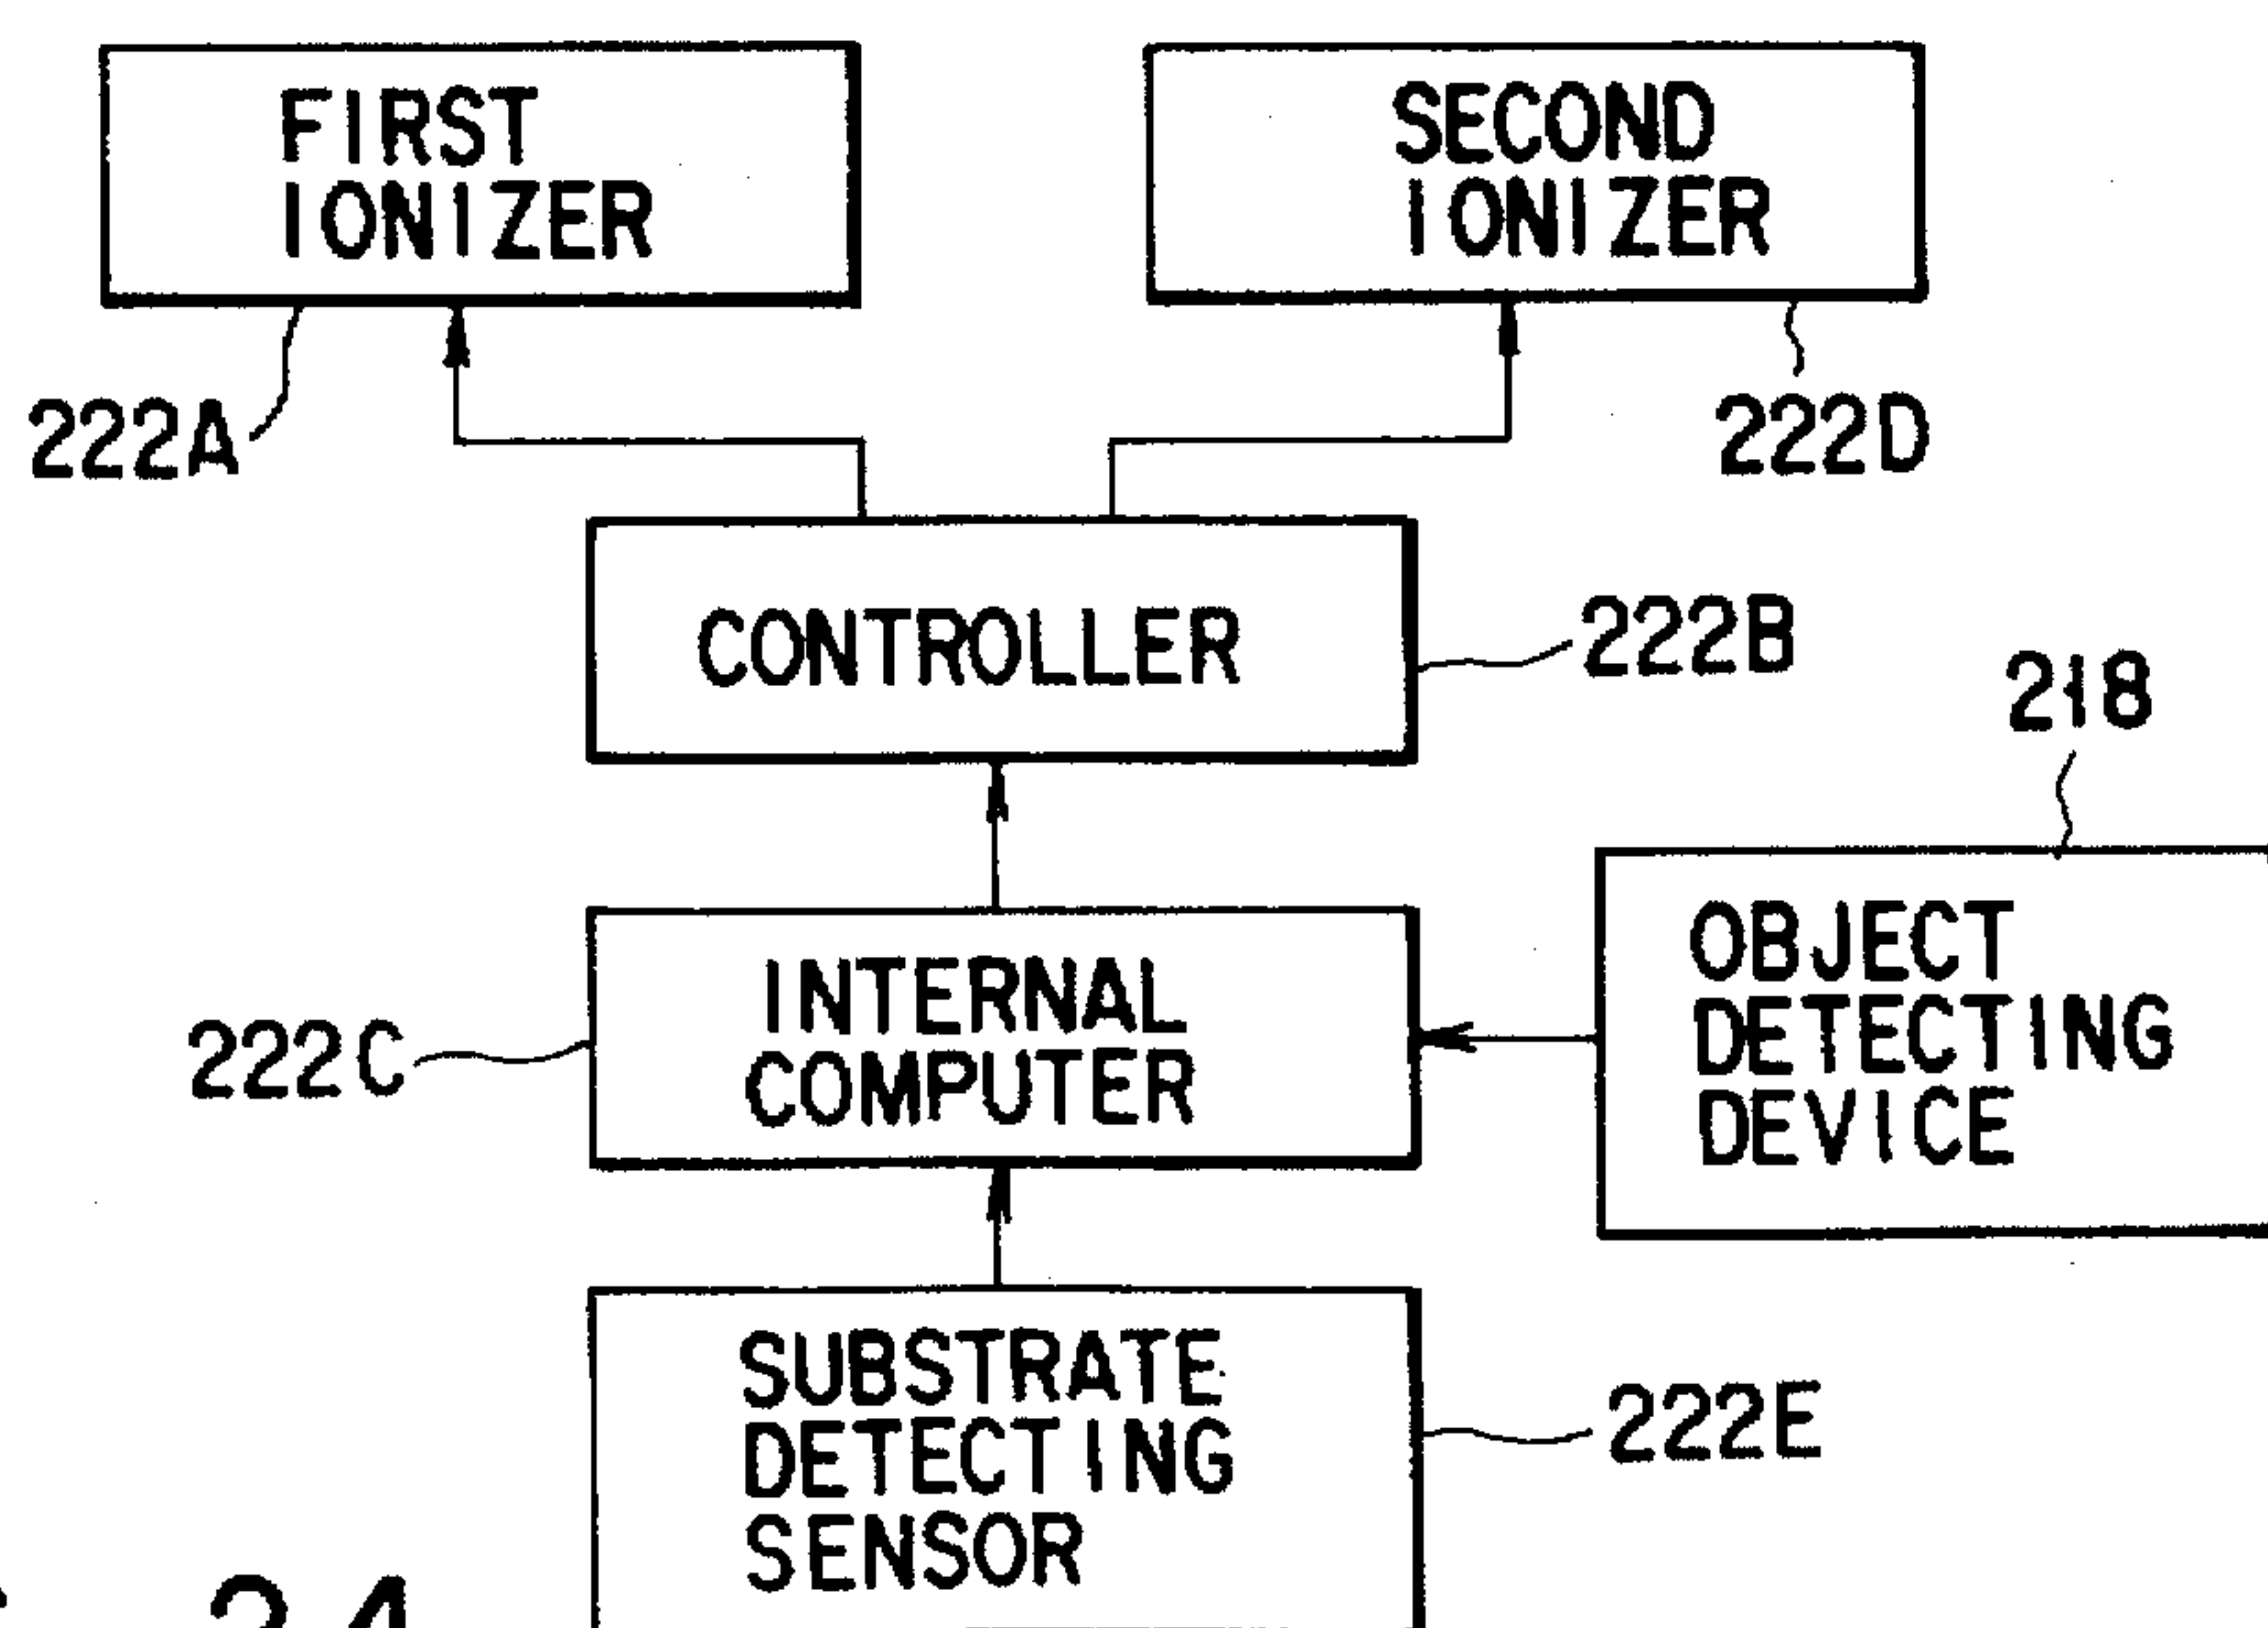 FIRST
IONIZER
SECOND
IONIZER
222A
222D
CONTROLLER
222B
218
INTERNAL
COMPUTER
222C
OBJECT
DETECTING
DEVICE
SUBSTRATE
DETECTING
SENSOR
222E